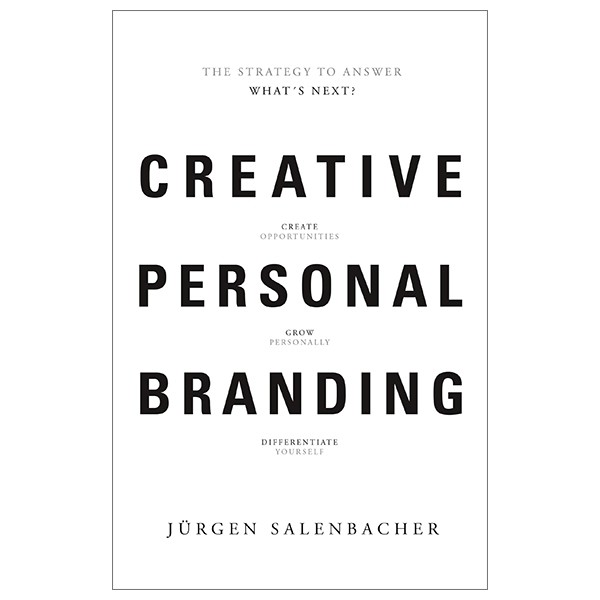 THE STRATEGY TO ANSWER
WHAT´S NEXT?
CREATIVE
CREATE
OPPORTUNITIES
PERSONAL
GROW
PERSONALLY
BRANDING
DIFFERENTIATE
YOURSELF
JÜRGEN SALENBACHER